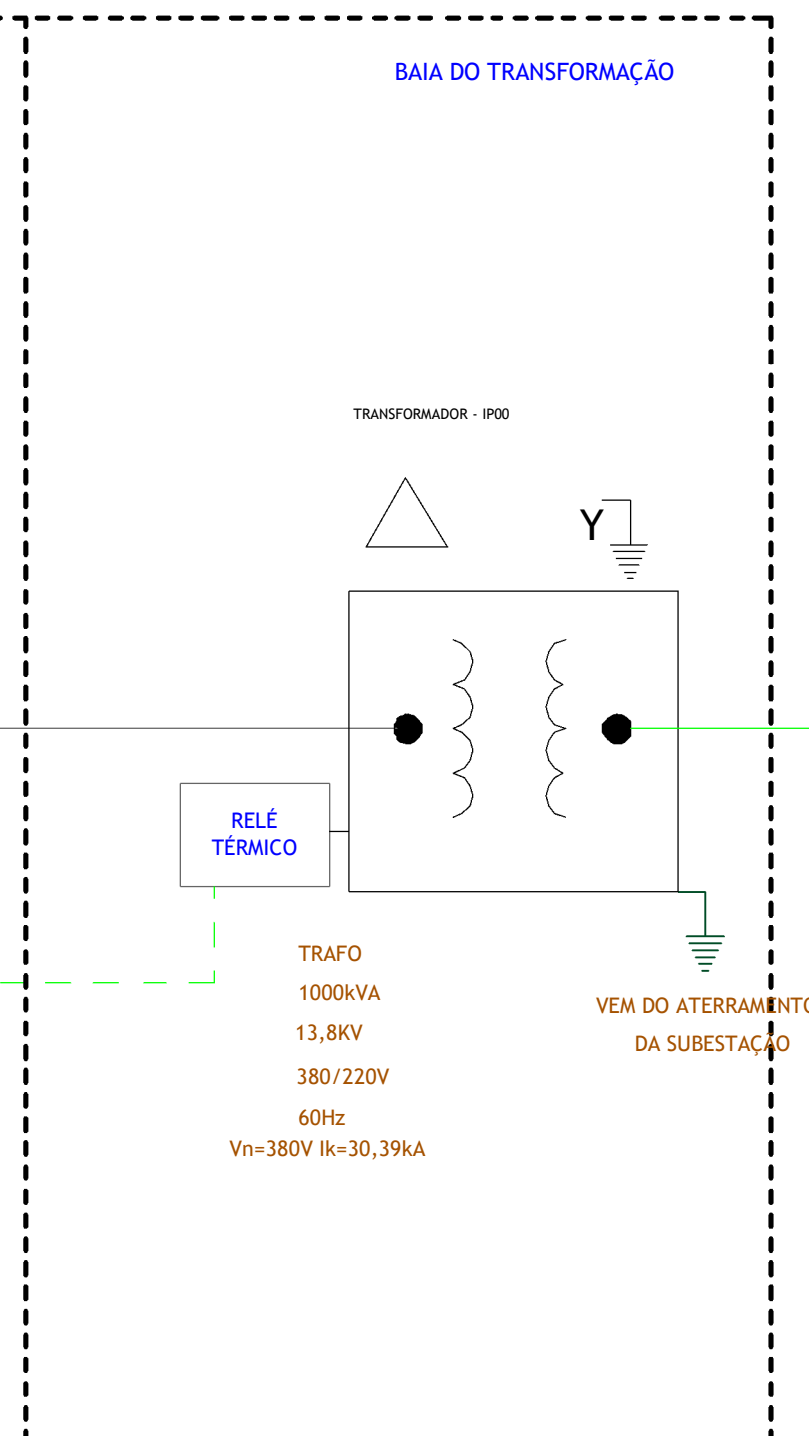 BAIA DO TRANSFORMAÇÃO
TRANSFORMADOR - IP00
Y
RELÉ
TÉRMICO
TRAFO
1000kVA
13,8KV
380/220V
60Hz
Vn=380V Ik=30,39kA
VEM DO ATERRAMENTO
DA SUBESTAÇÃO